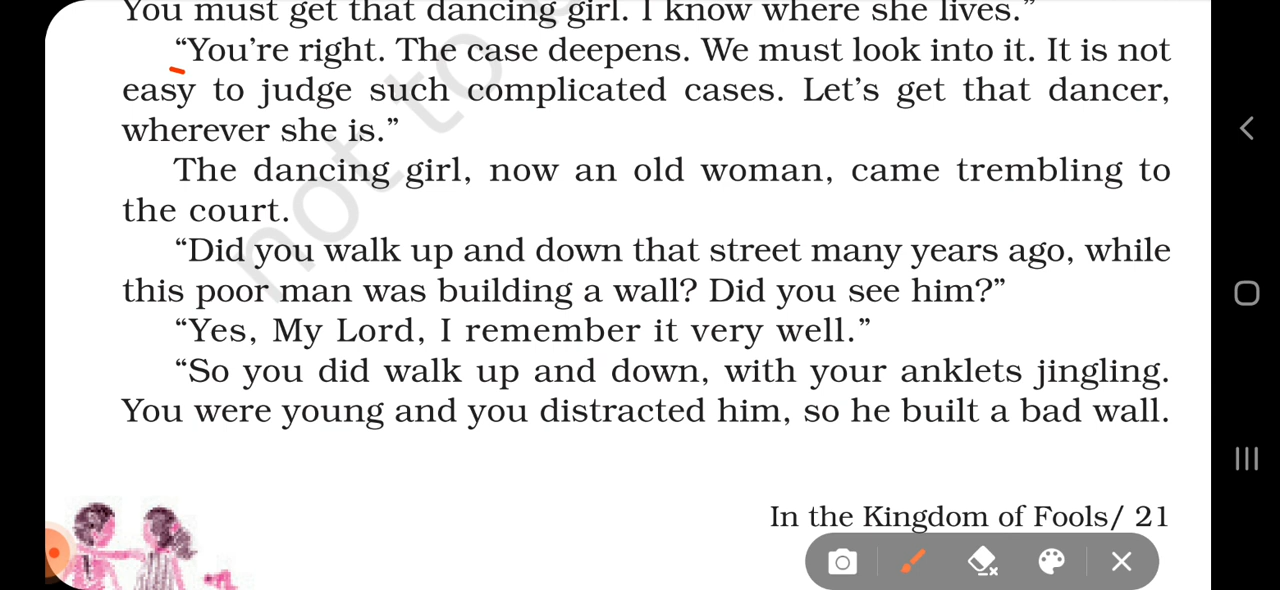 You must get that dancing girl. I know where she lives.”
“You’re right. The case deepens. We must look into it. It is not
easy to judge such complicated cases. Let’s get that dancer,
wherever she is.”
The dancing girl, now an old woman, came trembling to
the court.
“Did you walk up and down that street many years ago, while
this poor man was building a wall? Did you see him?”
“Yes, My Lord, I remember it very well.”
“So you did walk up and down, with your anklets jingling.
You were young and you distracted him, so he built a bad wall.
In the Kingdom of Fools/ 21
not to